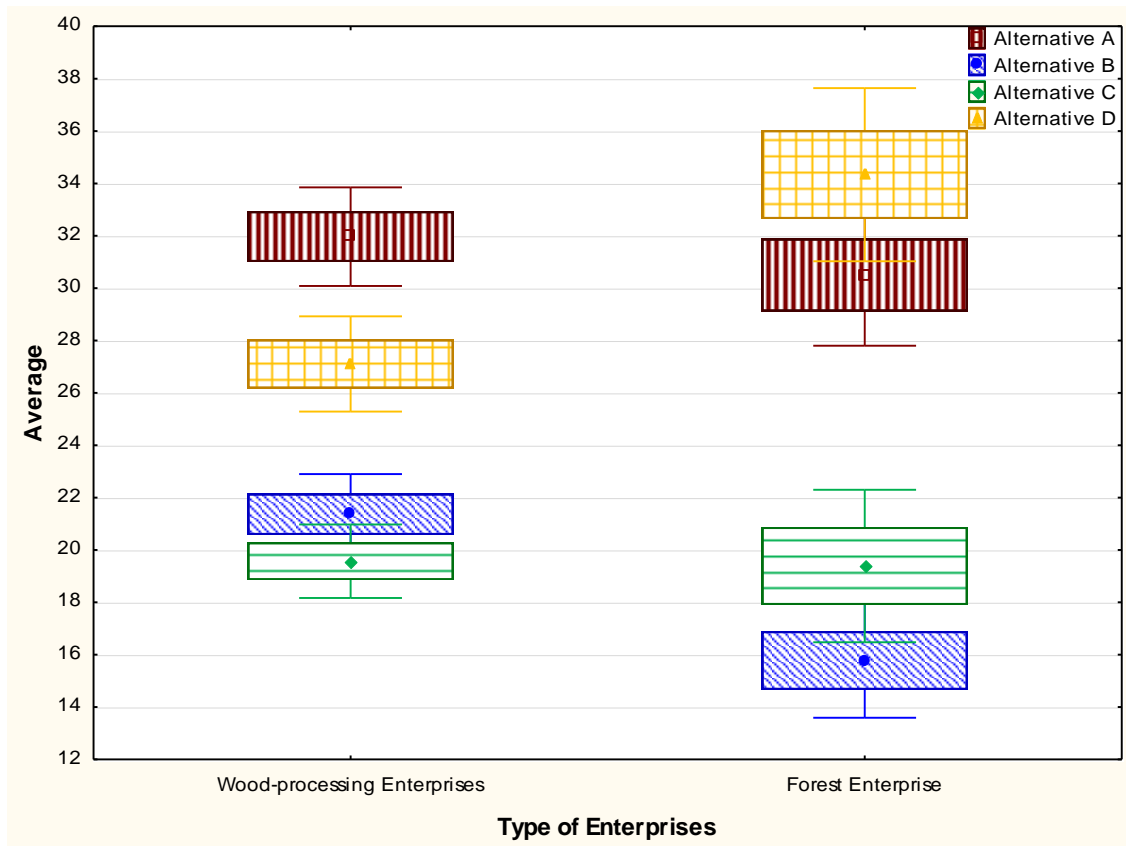 40
38
36
34
32
30
28
26
24
22
20
18
16
14
12
Average
Alternative A
Alternative B
Alternative C
Alternative D
Wood-processing Enterprises
Forest Enterprise
Type of Enterprises